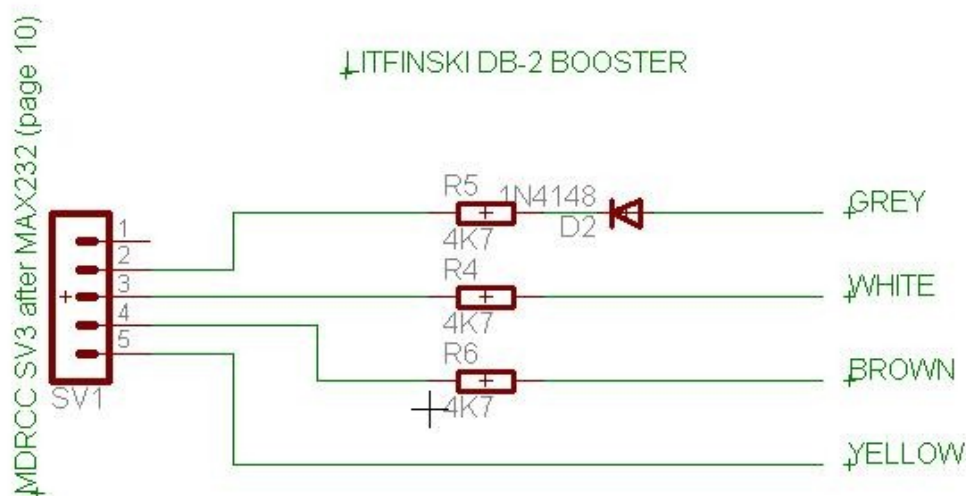 LITFINSKI DB-2 BOOSTER
MDRCC SV3 after MAX232 (page 10)
SV1
1
2
3
4
5
R5
4K7
1N4148
D2
GREY
R4
4K7
WHITE
R6
4K7
BROWN
YELLOW